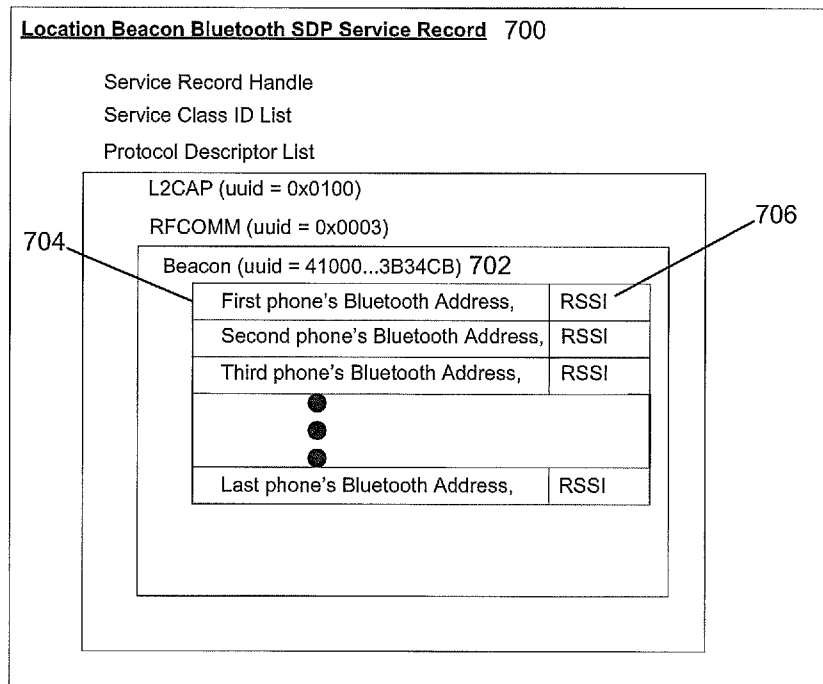 Location Beacon Bluetooth SDP Service Record 700
Service Record Handle
Service Class ID List
Protocol Descriptor List
L2CAP (uuid = 0x0100)
RFCOMM (uuid = 0x0003)
706
704
Beacon (uuid = 41000...3B34CB) 702
First phone's Bluetooth Address, RSSI
Second phone's Bluetooth Address, RSSI
Third phone's Bluetooth Address, RSSI
Last phone's Bluetooth Address, RSSI